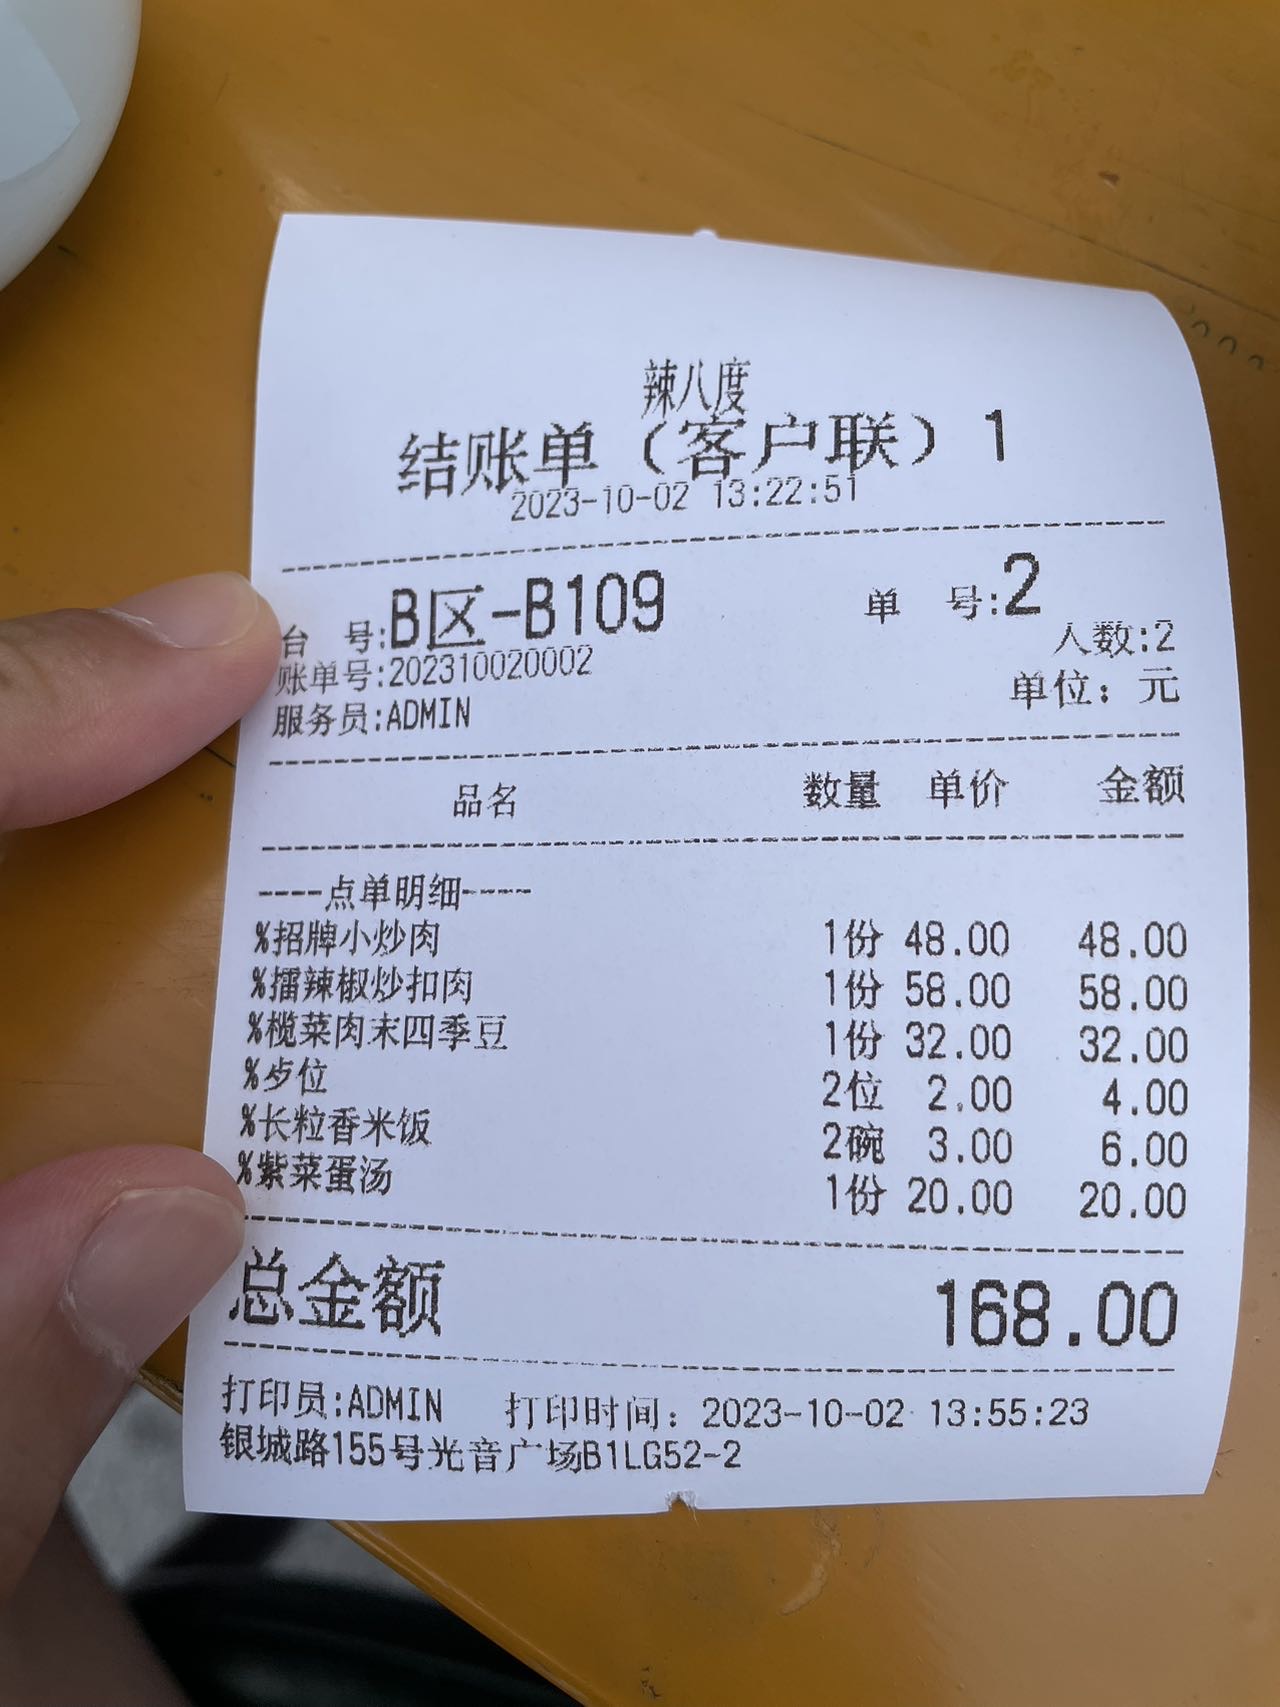 辣八度
结账单（客户联）1
2023-10-02 13:22:51
台 号:B区-B109 单 号:2
人数:2
账单号:202310020002
单位：元
服务员:ADMIN
品名 数量 单价 金额
----点单明细----
%招牌小炒肉 1份 48.00 48.00
%擂辣椒炒扣肉 1份 58.00 58.00
%榄菜肉末四季豆 1份 32.00 32.00
%歺位 2位 2.00 4.00
%长粒香米饭 2碗 3.00 6.00
%紫菜蛋汤 1份 20.00 20.00
总金额 168.00
打印员:ADMIN 打印时间：2023-10-02 13:55:23
银城路155号光音广场B1LG52-2